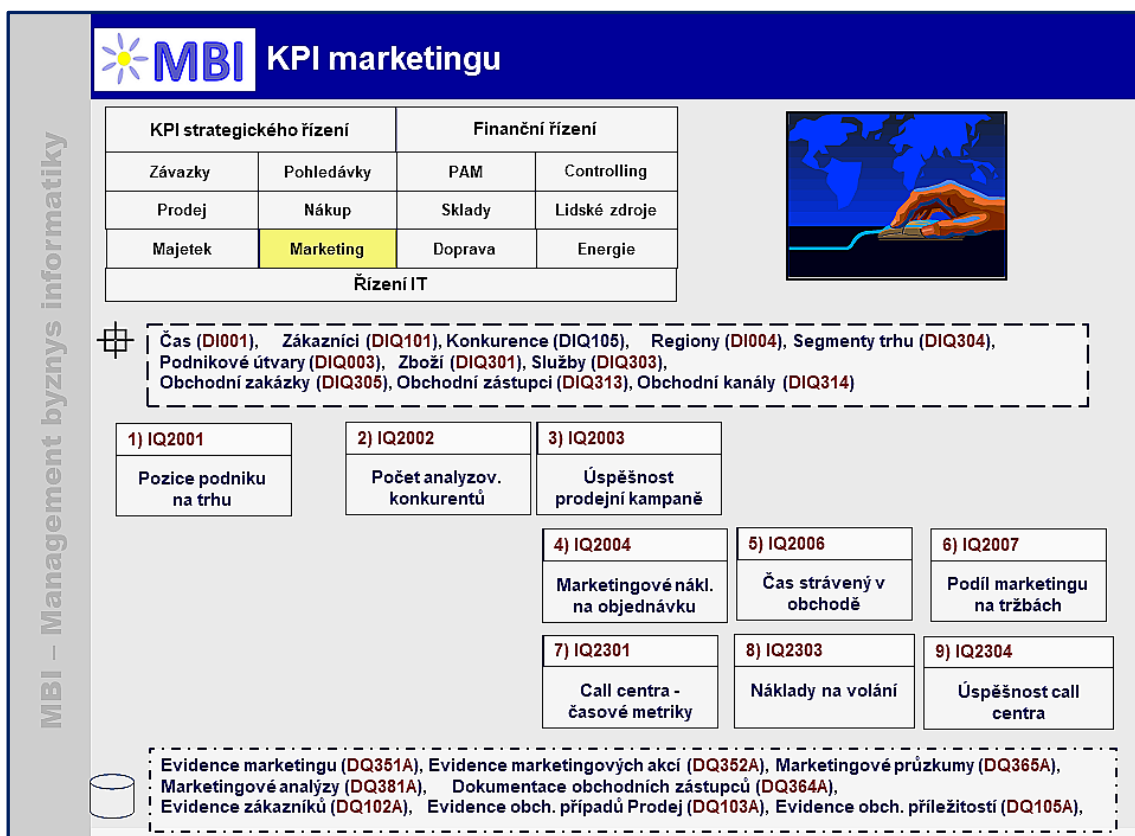 MBI – Management byznys informatiky
MBI KPI marketingu
KPI strategického řízení Finanční řízení
Závazky Pohledávky PAM Controlling
Prodej Nákup Sklady Lidské zdroje
Majetek Marketing Doprava Energie
Řízení IT
Čas (DI001), Zákazníci (DIQ101), Konkurence (DIQ105), Regiony (DI004), Segmenty trhu (DIQ304),
Podnikové útvary (DIQ003), Zboží (DIQ301), Služby (DIQ303),
Obchodní zakázky (DIQ305), Obchodní zástupci (DIQ313), Obchodní kanály (DIQ314)
1) IQ2001
Pozice podniku
na trhu
2) IQ2002
Počet analyzov.
konkurentů
3) IQ2003
Úspěšnost
prodejní kampaně
4) IQ2004
Marketingové nákl.
na objednávku
5) IQ2006
Čas strávený v
obchodě
6) IQ2007
Podíl marketingu
na tržbách
7) IQ2301
Call centra -
časové metriky
8) IQ2303
Náklady na volání
9) IQ2304
Úspěšnost call
centra
Evidence marketingu (DQ351A), Evidence marketingových akcí (DQ352A), Marketingové průzkumy (DQ365A),
Marketingové analýzy (DQ381A), Dokumentace obchodních zástupců (DQ364A),
Evidence zákazníků (DQ102A), Evidence obch. případů Prodej (DQ103A), Evidence obch. příležitostí (DQ105A),